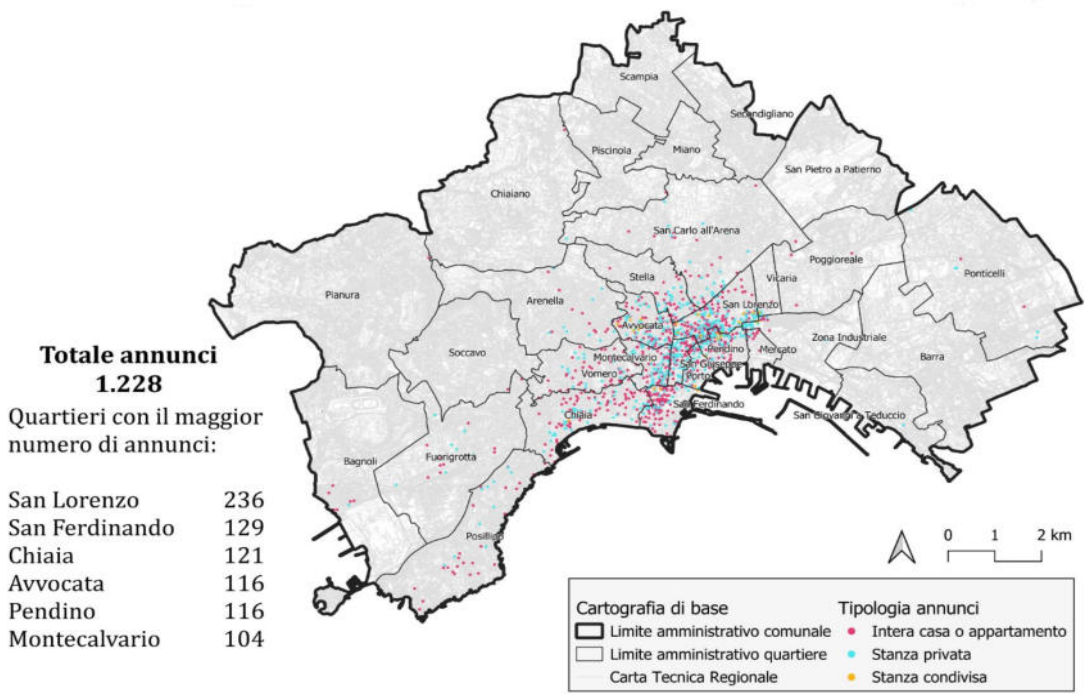 Scampia
Secondigliano
Piscinola
Miano
San Pietro a Patierno
Chiaiano
San Carlo all'Arena
Poggioreale
Ponticelli
Stella
Vicaria
Pianura
Arenella
San Lorenzo
Avvocata
Zona Industriale
Soccavo
Montecalvario
Pendino
Mercato
Barra
San Giuseppe
Vomero
Porto
San Ferdinando
Chiaia
San Giovanni a Teduccio
Bagnoli
Fuorigrotta
Posillipo
Totale annunci
1.228
Quartieri con il maggior
numero di annunci:
San Lorenzo 236
San Ferdinando 129
Chiaia 121
Avvocata 116
Pendino 116
Montecalvario 104
0 1 2 km
Cartografia di base
Limite amministrativo comunale
Limite amministrativo quartiere
Carta Tecnica Regionale
Tipologia annunci
Intera casa o appartamento
Stanza privata
Stanza condivisa